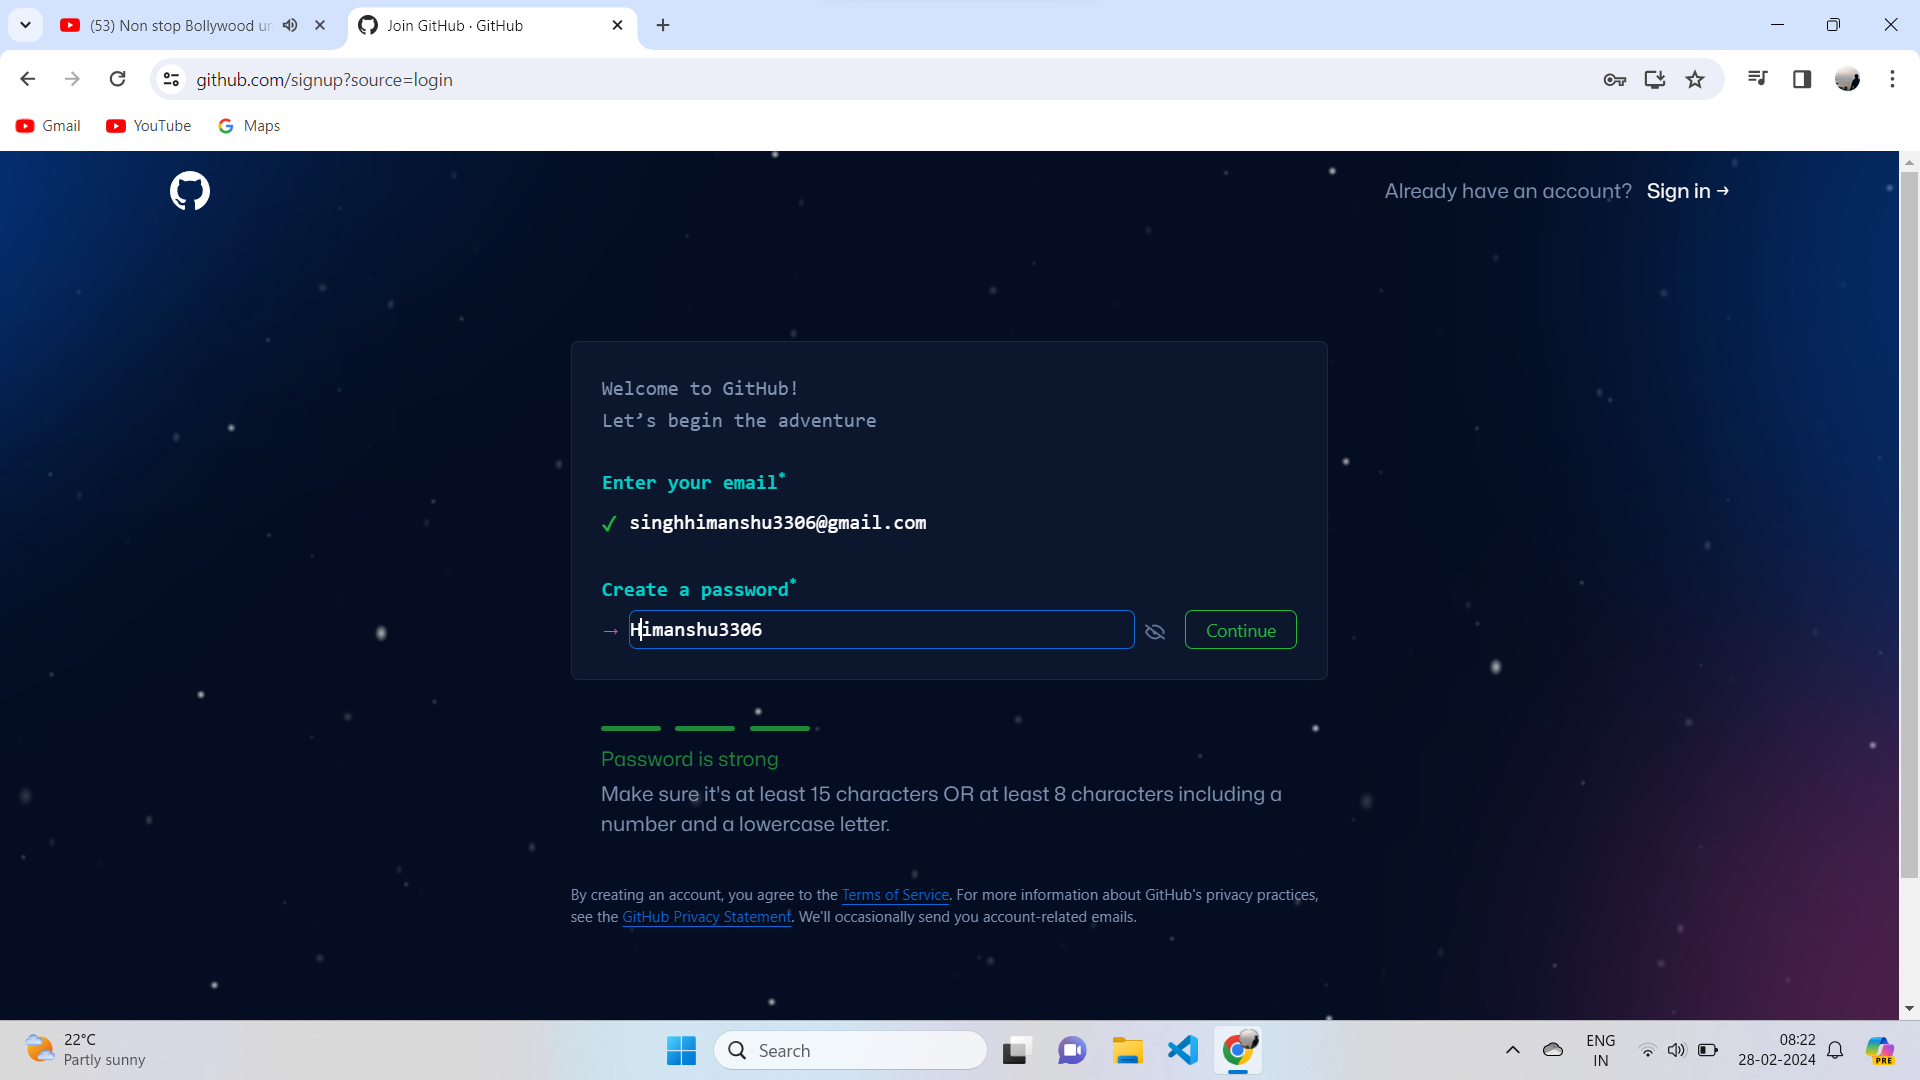 (53) Non stop Bollywood un
Join GitHub · GitHub
github.com/signup?source=login
Gmail
YouTube
Maps
Already have an account? Sign in →
Welcome to GitHub!
Let’s begin the adventure
Enter your email*
✓ singhhimanshu3306@gmail.com
Create a password*
→ Himanshu3306
Continue
Password is strong
Make sure it's at least 15 characters OR at least 8 characters including a
number and a lowercase letter.
By creating an account, you agree to the Terms of Service. For more information about GitHub's privacy practices,
see the GitHub Privacy Statement. We'll occasionally send you account-related emails.
22°C
Partly sunny
Search
ENG
IN
08:22
28-02-2024
PRE